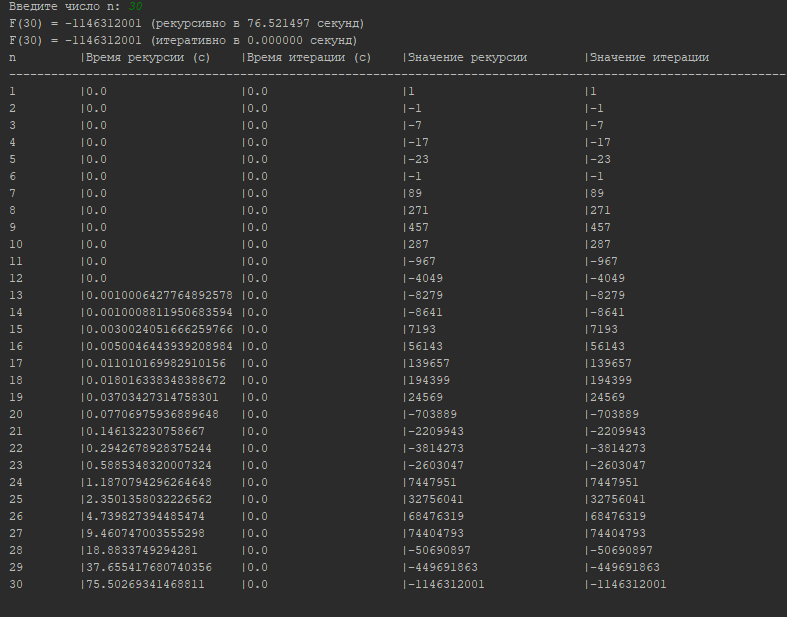 Введите число n: 30
F(30) = -1146312001 (рекурсивно в 76.521497 секунд)
F(30) = -1146312001 (итеративно в 0.000000 секунд)
n |Время рекурсии (с) |Время итерации (с) |Значение рекурсии |Значение итерации
--------------------------------------------------------------------------------------------------------------
1 |0.0 |0.0 |1 |1
2 |0.0 |0.0 |-1 |-1
3 |0.0 |0.0 |-7 |-7
4 |0.0 |0.0 |-17 |-17
5 |0.0 |0.0 |-23 |-23
6 |0.0 |0.0 |-1 |-1
7 |0.0 |0.0 |89 |89
8 |0.0 |0.0 |271 |271
9 |0.0 |0.0 |457 |457
10 |0.0 |0.0 |287 |287
11 |0.0 |0.0 |-967 |-967
12 |0.0 |0.0 |-4049 |-4049
13 |0.0010006427764892578 |0.0 |-8279 |-8279
14 |0.0010008811950683594 |0.0 |-8641 |-8641
15 |0.0030024051666259766 |0.0 |7193 |7193
16 |0.0050046443939208984 |0.0 |56143 |56143
17 |0.011010169982910156 |0.0 |139657 |139657
18 |0.018016338348388672 |0.0 |194399 |194399
19 |0.03703427314758301 |0.0 |24569 |24569
20 |0.07706975936889648 |0.0 |-703889 |-703889
21 |0.146132230758667 |0.0 |-2209943 |-2209943
22 |0.2942678928375244 |0.0 |-3814273 |-3814273
23 |0.5885348320007324 |0.0 |-2603047 |-2603047
24 |1.1870794296264648 |0.0 |7447951 |7447951
25 |2.3501358032226562 |0.0 |32756041 |32756041
26 |4.739827394485474 |0.0 |68476319 |68476319
27 |9.460747003555298 |0.0 |74404793 |74404793
28 |18.8833749294281 |0.0 |-50690897 |-50690897
29 |37.655417680740356 |0.0 |-449691863 |-449691863
30 |75.50269341468811 |0.0 |-1146312001 |-1146312001